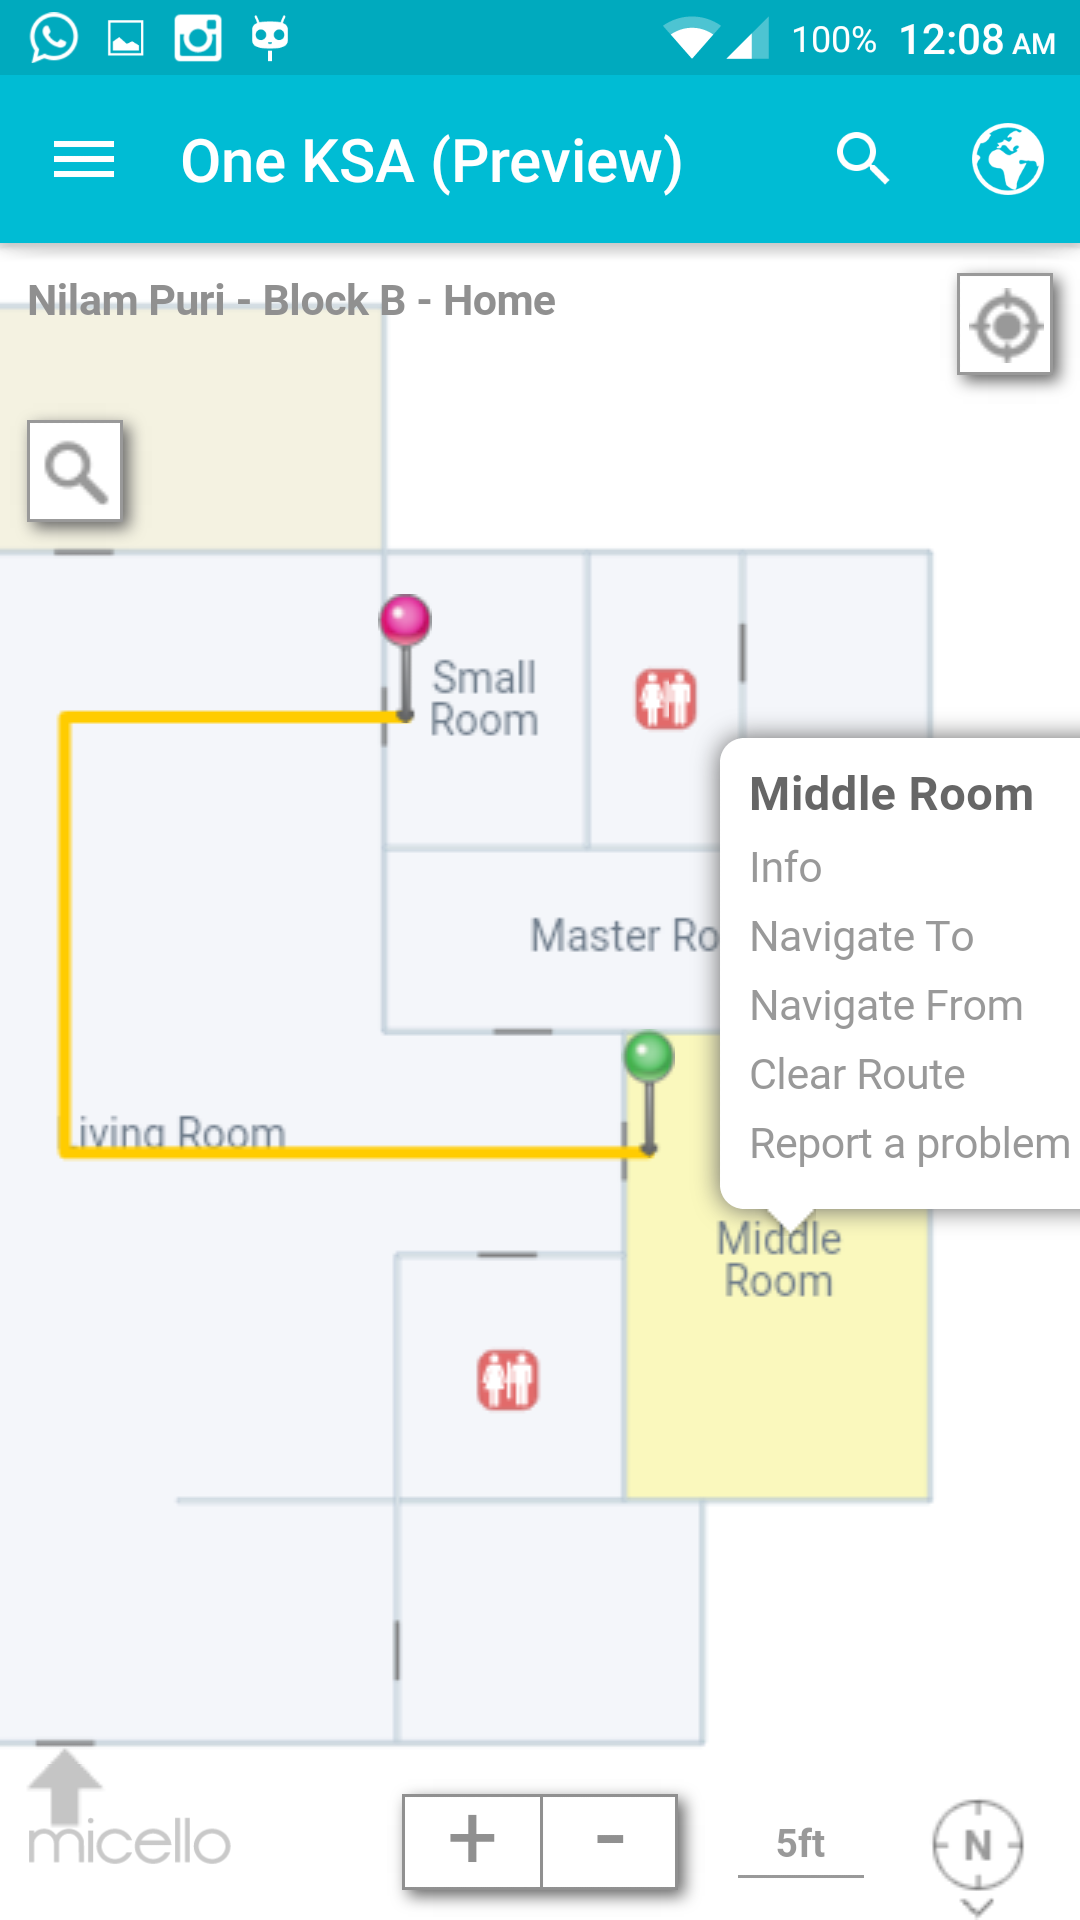 100% 12:08 AM
One KSA (Preview)
Nilam Puri - Block B - Home
Small
Room
Middle Room
Info
Master Ro
Navigate To
Navigate From
Clear Route
Living Room
Report a problem
Middle
Room
micello
+ -
5ft
N